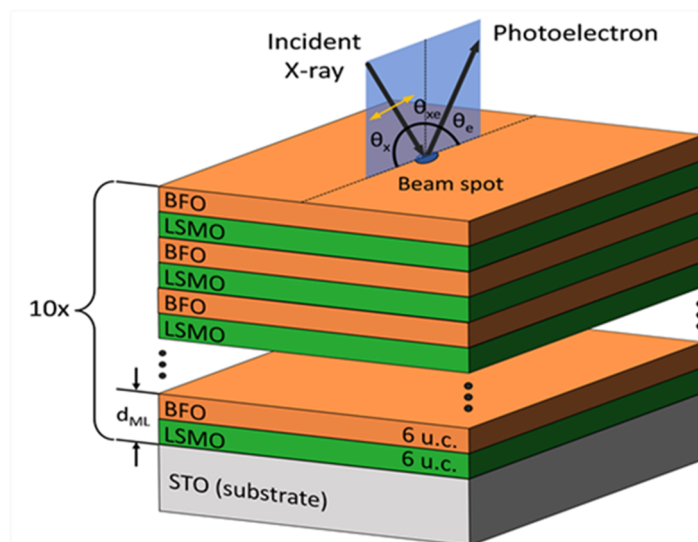 Incident
X-ray
Photoelectron
θxe
θx
θe
Beam spot
BFO
LSMO
BFO
LSMO
BFO
LSMO
10x
dML
BFO
6 u.c.
LSMO
6 u.c.
STO (substrate)